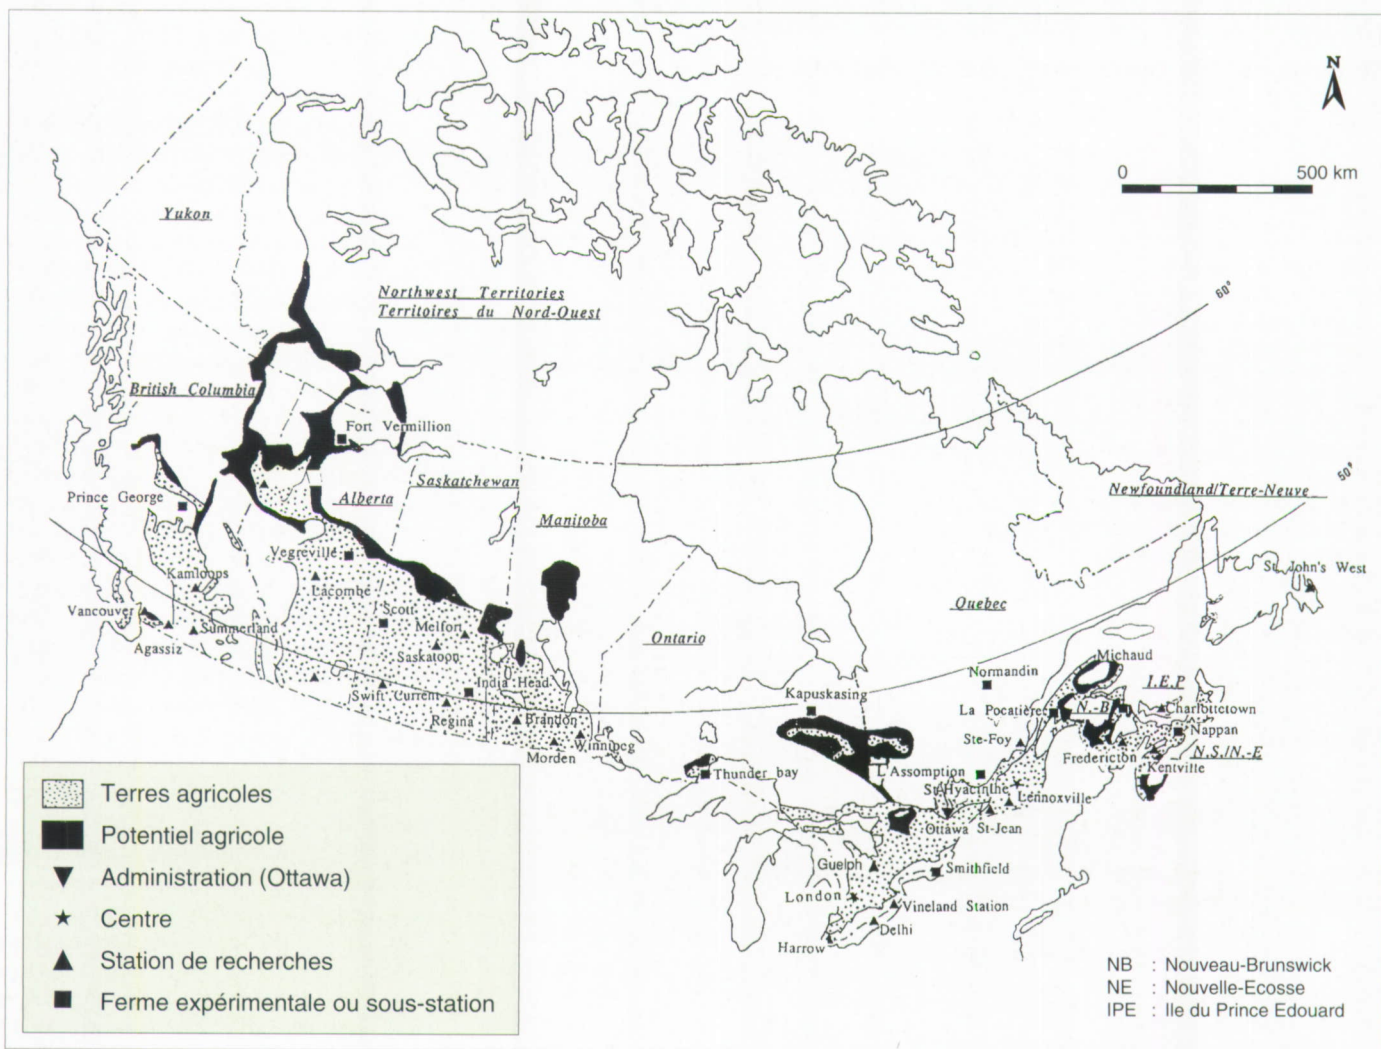 N
0 500 km
Yukon
60°
Northwest Territories
Territoires du Nord-Ouest
British Columbia
Fort Vermillion
50°
Saskatchewan
Alberta
Newfoundland/Terre-Neuve
Prince George
Manitoba
Vegreville
St. John's West
Kamloops
Lacombe
Scott
Quebec
Vancouver
Summerland
Melfort
Ontario
Agassiz
Saskatoon
Michaud
Normandin
I.E.P
India Head
Kapuskasing
Swift Current
La Pocatière
N.-B
Charlottetown
Regina
Brandon
Nappan
Winnipeg
Ste-Foy
Morden
Fredericton
N.S./N.-E
Thunder bay
L'Assomption
Kentville
St-Hyacinthe
Lennoxville
Ottawa St-Jean
Guelph
Smithfield
London
Vineland Station
Delhi
Harrow
Terres agricoles
Potentiel agricole
Administration (Ottawa)
Centre
Station de recherches
Ferme expérimentale ou sous-station
NB : Nouveau-Brunswick
NE : Nouvelle-Ecosse
IPE : Ile du Prince Edouard